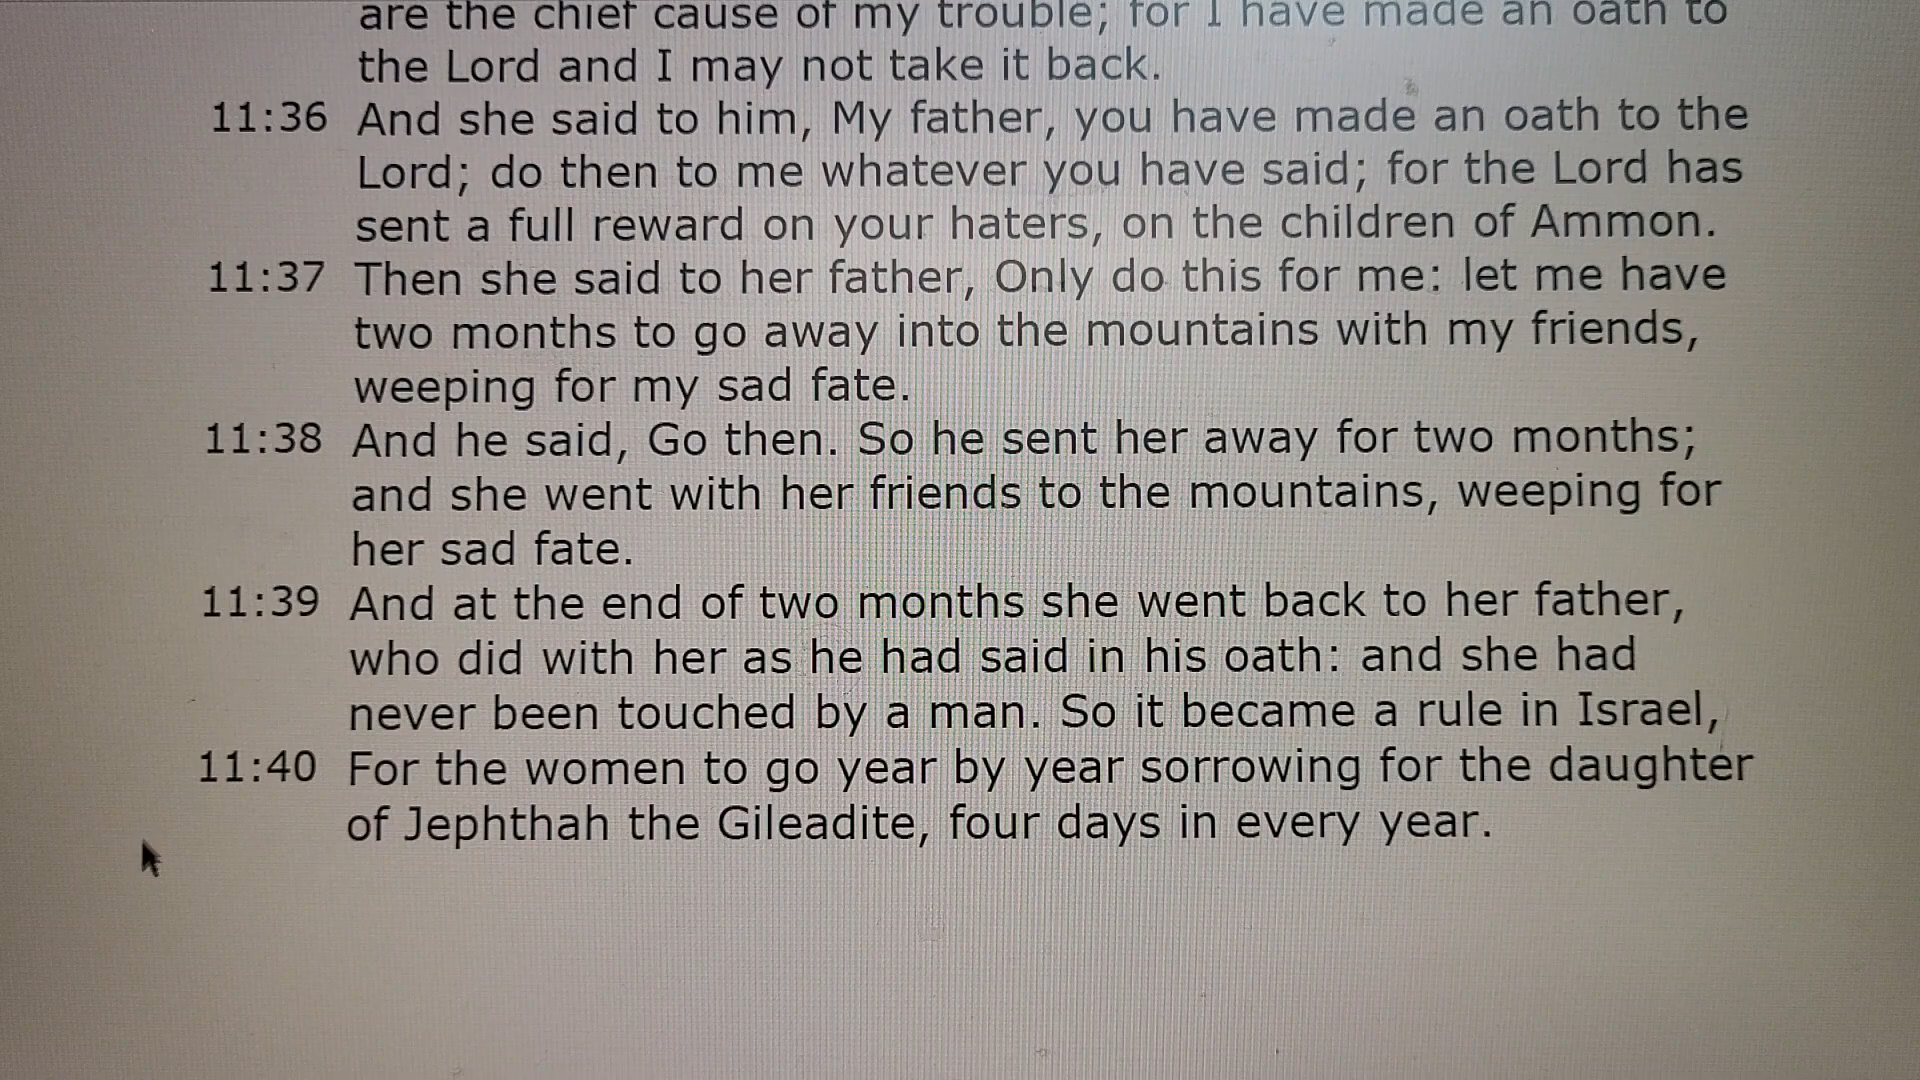 are the chief cause of my trouble; for I have made an oath to
the Lord and I may not take it back.
11:36 And she said to him, My father, you have made an oath to the
Lord; do then to me whatever you have said; for the Lord has
sent a full reward on your haters, on the children of Ammon.
11:37 Then she said to her father, Only do this for me: let me have
two months to go away into the mountains with my friends,
weeping for my sad fate.
11:38 And he said, Go then. So he sent her away for two months;
and she went with her friends to the mountains, weeping for
her sad fate.
11:39 And at the end of two months she went back to her father,
who did with her as he had said in his oath: and she had
never been touched by a man. So it became a rule in Israel,
11:40 For the women to go year by year sorrowing for the daughter
of Jephthah the Gileadite, four days in every year.